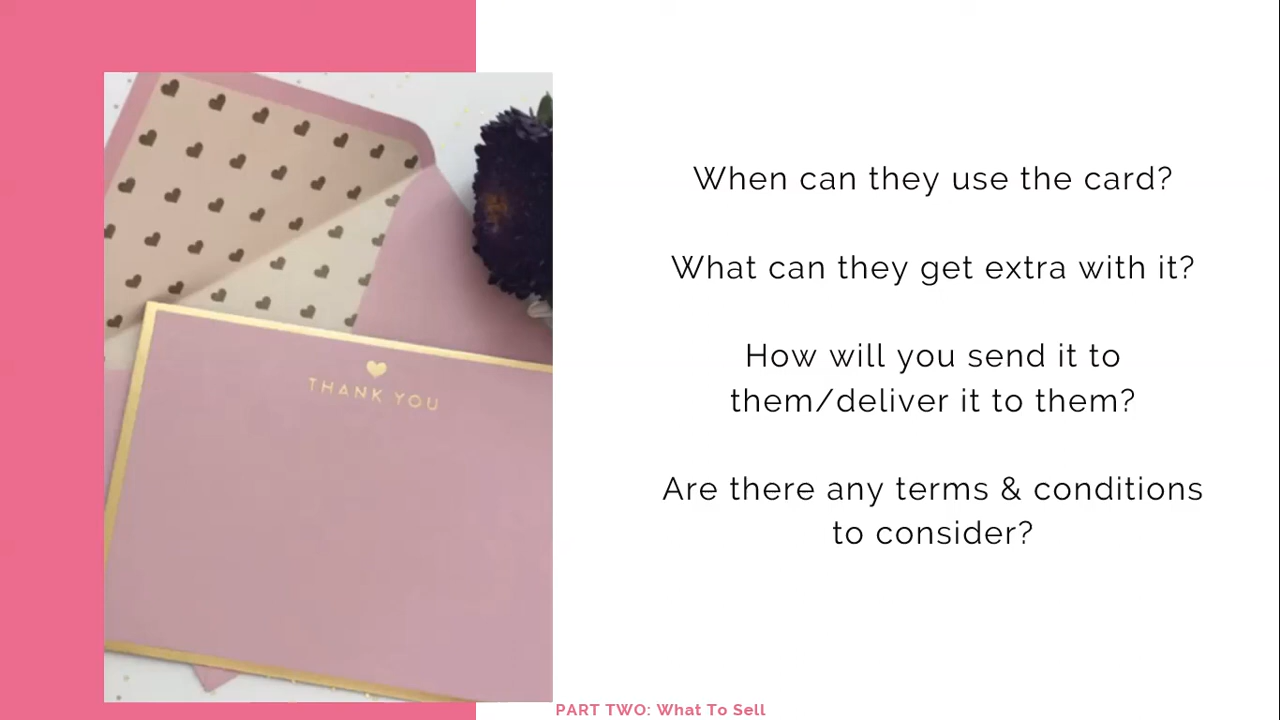 THANK YOU
When can they use the card?
What can they get extra with it?
How will you send it to
them/deliver it to them?
Are there any terms & conditions
to consider?
PART TWO: What To Sell